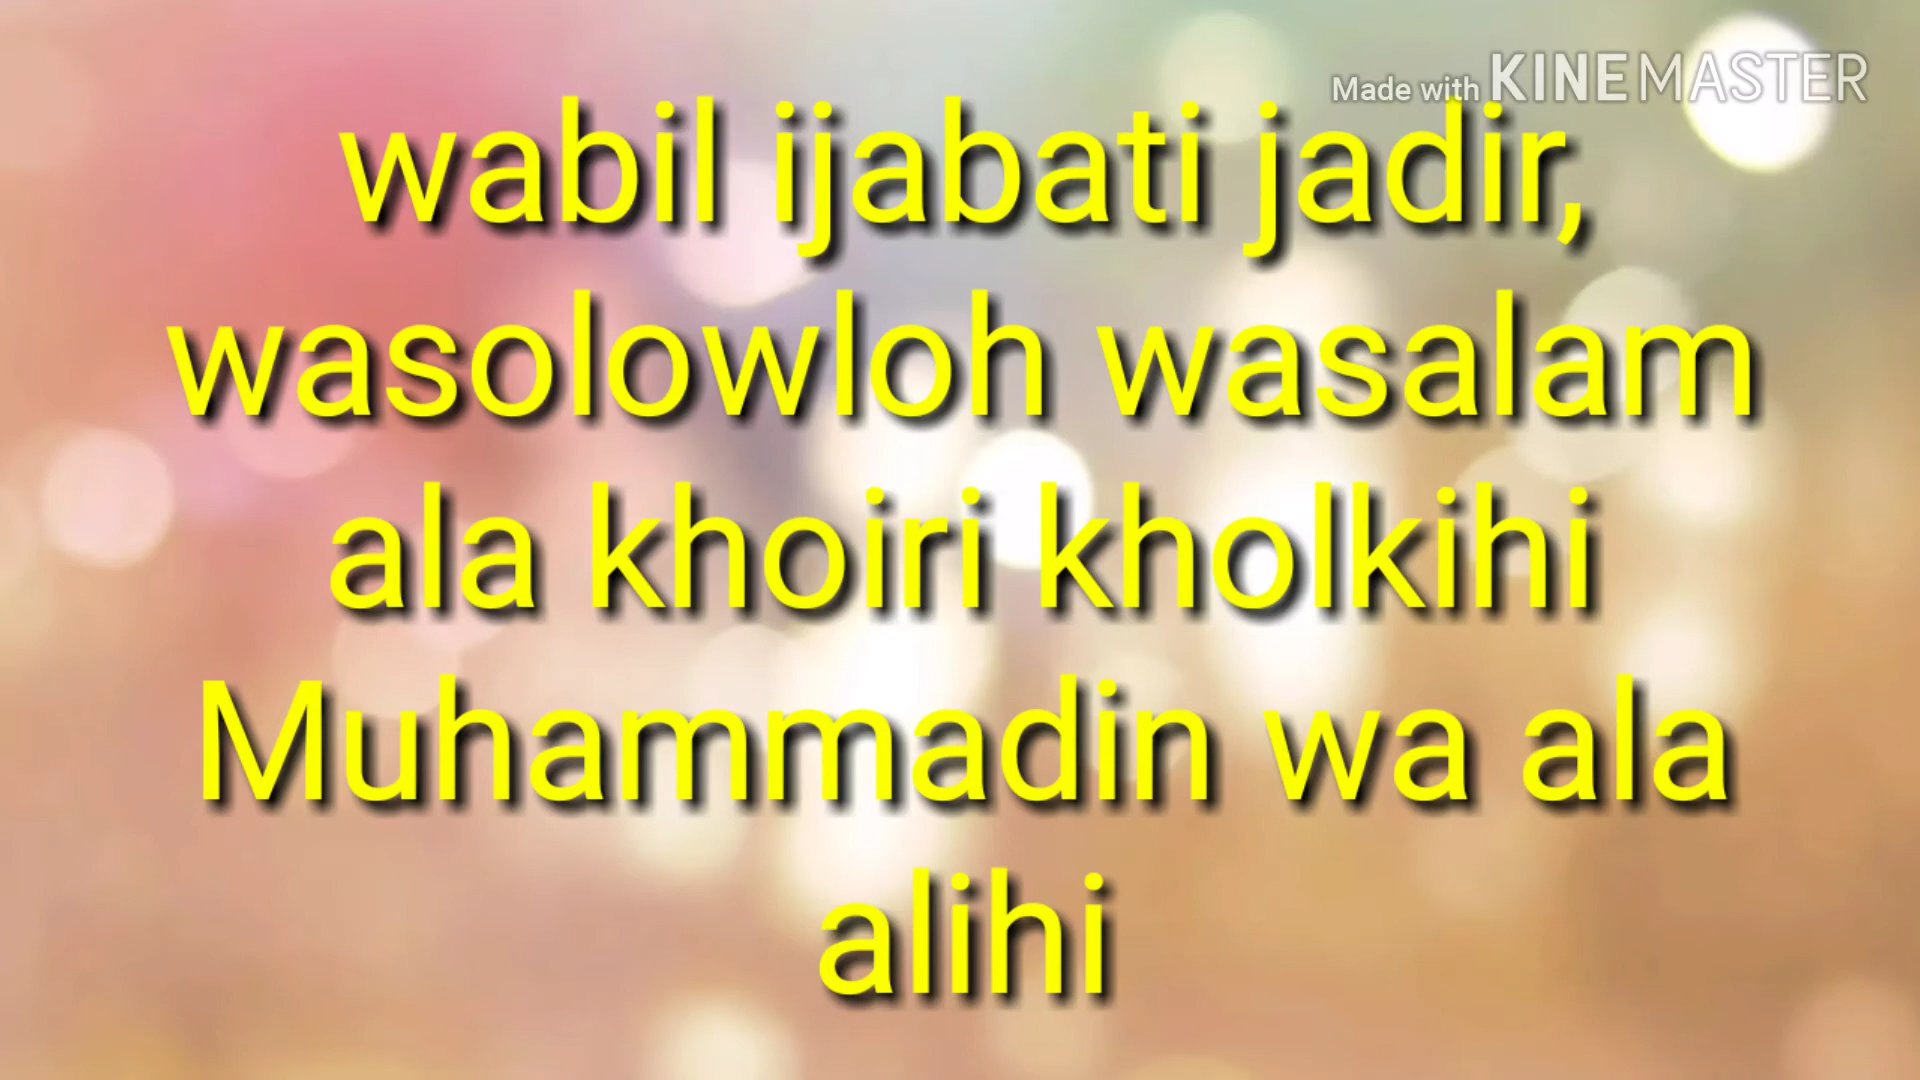 Made with KINEMASTER
wabil ijabati jadir,
wasolowloh wasalam
ala khoiri kholkihi
Muhammadin wa ala
alihi